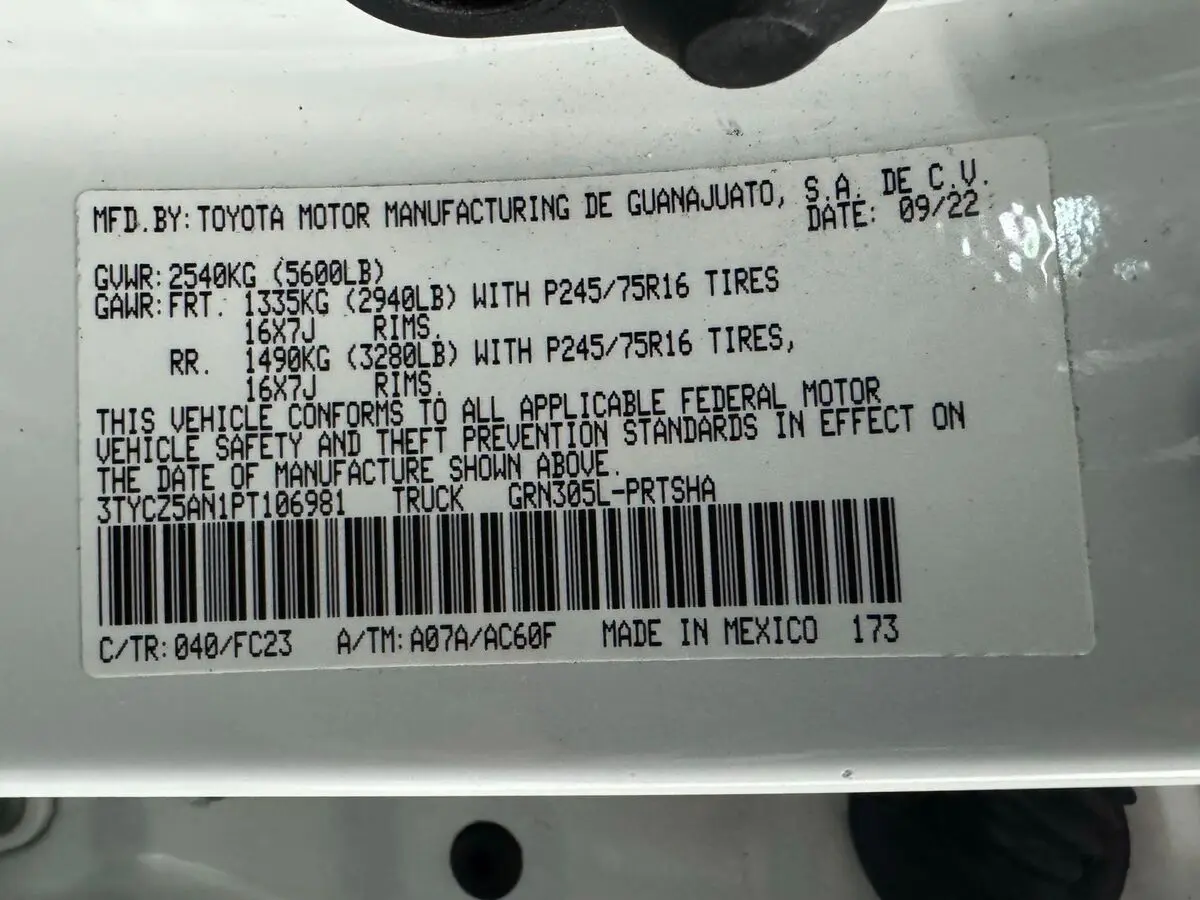 MFD.BY: TOYOTA MOTOR MANUFACTURING DE GUANAJUATO, S.A. DE C.V.
DATE: 09/22
GVWR: 2540KG (5600LB)
GAWR: FRT. 1335KG (2940LB) WITH P245/75R16 TIRES
16X7J RIMS.
RR. 1490KG (3280LB) WITH P245/75R16 TIRES,
16X7J RIMS.
THIS VEHICLE CONFORMS TO ALL APPLICABLE FEDERAL MOTOR
VEHICLE SAFETY AND THEFT PREVENTION STANDARDS IN EFFECT ON
THE DATE OF MANUFACTURE SHOWN ABOVE.
3TYCZ5AN1PT106981 TRUCK GRN305L-PRTSHA
C/TR: 040/FC23 A/TM: A07A/AC60F MADE IN MEXICO 173